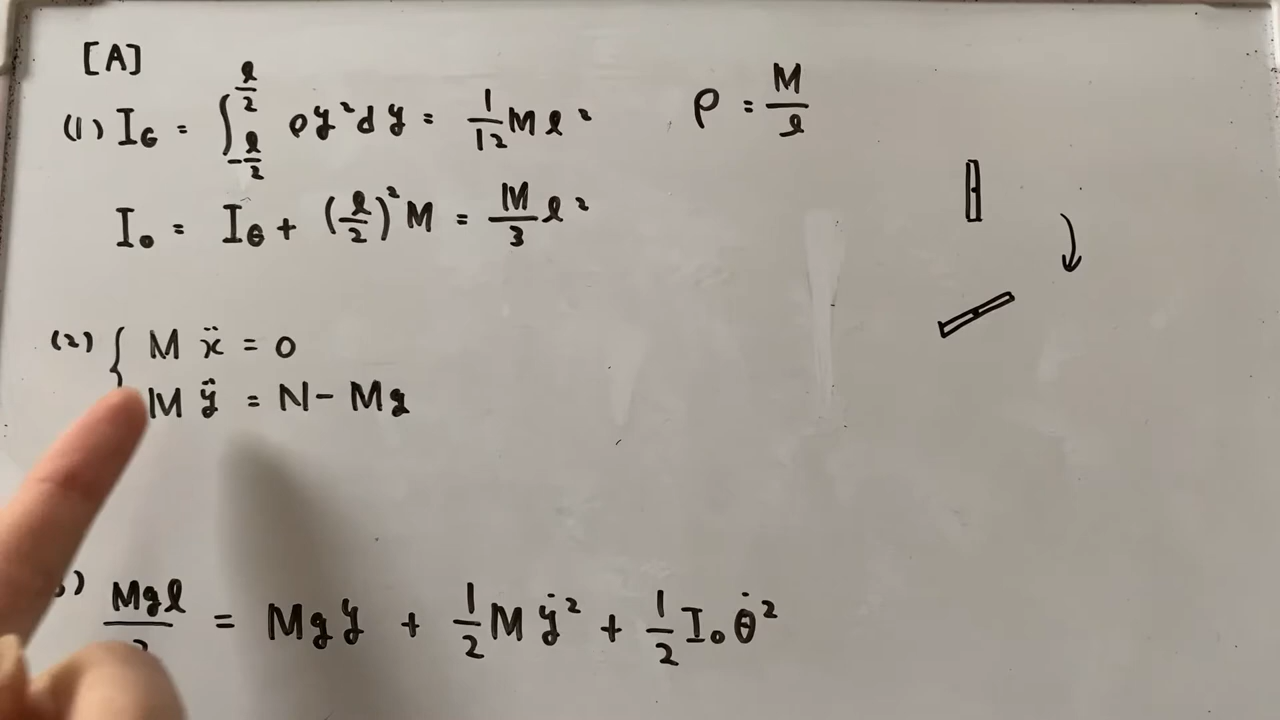 [A]
(1) I_G = ∫_{-ℓ/2}^{ℓ/2} ρy²dy = 1/12 Mℓ²
ρ = M/ℓ
I₀ = I_G + (ℓ/2)²M = M/3 ℓ²
(2) { Mẍ = 0
Mÿ = N - Mg
) Mgℓ/2 = Mgy + 1/2 Mẏ² + 1/2 I₀θ̇²